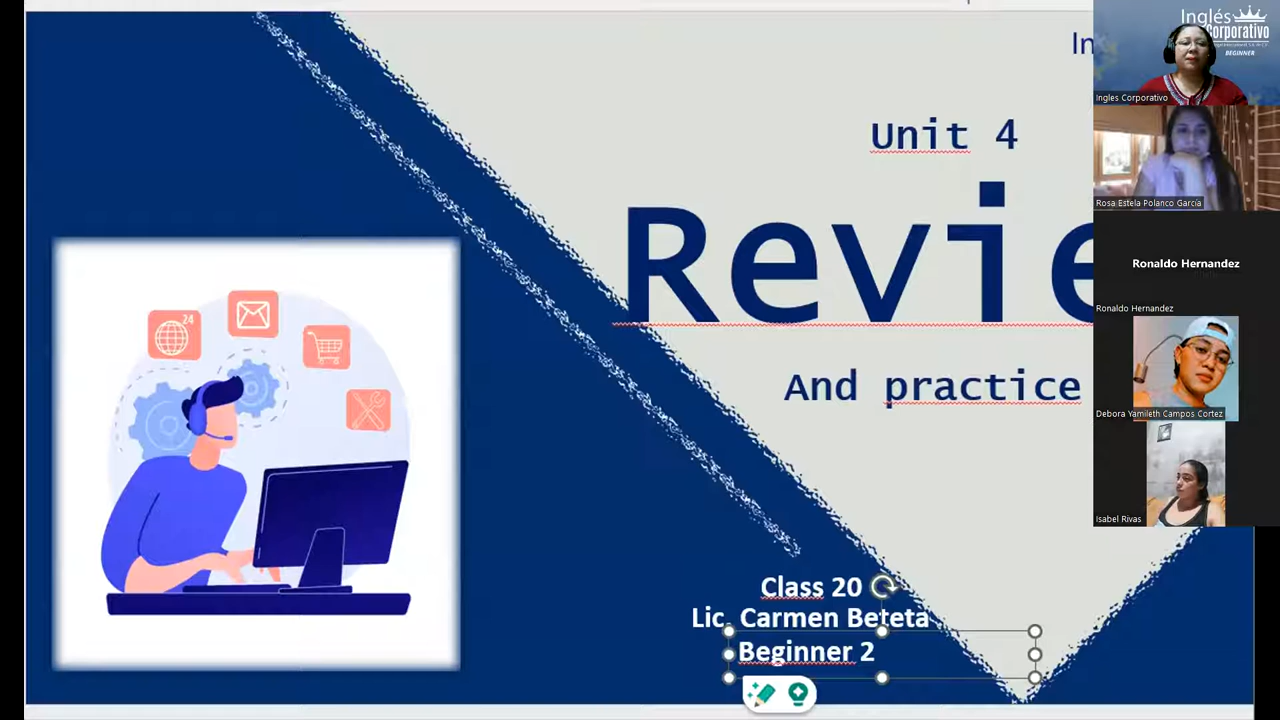 In
Unit 4
Revie
And practice
24
Class 20
Lic. Carmen Beteta
Beginner 2
Inglés
Corporativo
BEGINNER
Ingles Corporativo
Rosa Estela Polanco García
Ronaldo Hernandez
Ronaldo Hernandez
Debora Yamileth Campos Cortez
Isabel Rivas